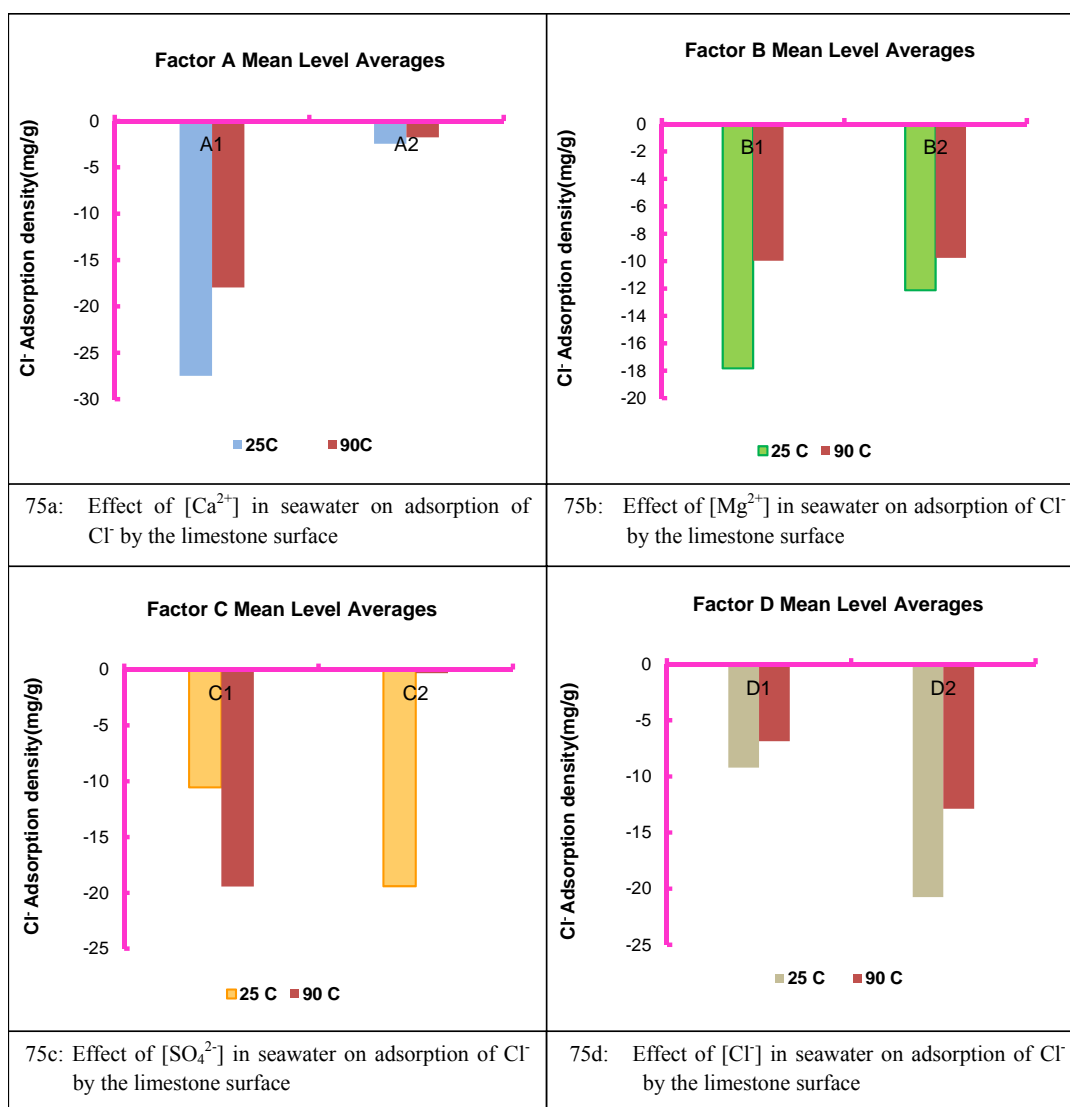 Factor A Mean Level Averages
0
-5
-10
-15
-20
-25
-30
Cl- Adsorption density(mg/g)
A1 A2
25C 90C
75a: Effect of [Ca2+] in seawater on adsorption of
Cl- by the limestone surface
Factor B Mean Level Averages
0
-2
-4
-6
-8
-10
-12
-14
-16
-18
-20
Cl- Adsorption density(mg/g)
B1 B2
25 C 90 C
75b: Effect of [Mg2+] in seawater on adsorption of Cl-
by the limestone surface
Factor C Mean Level Averages
0
-5
-10
-15
-20
-25
Cl- Adsorption density(mg/g)
C1 C2
25 C 90 C
75c: Effect of [SO42-] in seawater on adsorption of Cl-
by the limestone surface
Factor D Mean Level Averages
0
-5
-10
-15
-20
-25
Cl- Adsorption density(mg/g)
D1 D2
25 C 90 C
75d: Effect of [Cl-] in seawater on adsorption of Cl-
by the limestone surface